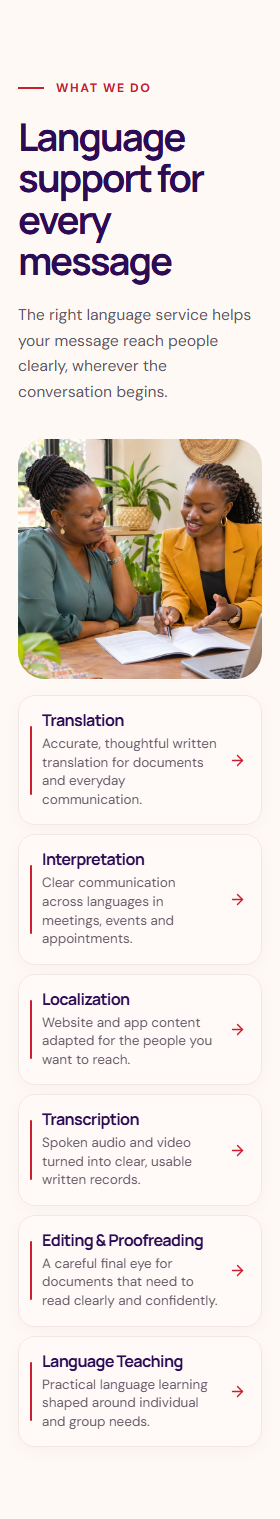 WHAT WE DO
Language
support for
every
message
The right language service helps
your message reach people
clearly, wherever the
conversation begins.
Translation
Accurate, thoughtful written
translation for documents
and everyday
communication.
Interpretation
Clear communication
across languages in
meetings, events and
appointments.
Localization
Website and app content
adapted for the people you
want to reach.
Transcription
Spoken audio and video
turned into clear, usable
written records.
Editing & Proofreading
A careful final eye for
documents that need to
read clearly and confidently.
Language Teaching
Practical language learning
shaped around individual
and group needs.